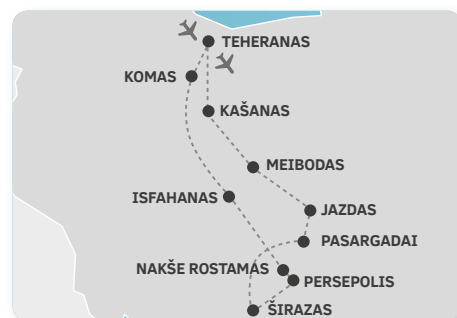 TEHERANAS
KOMAS
KAŠANAS
MEIBODAS
ISFAHANAS
JAZDAS
PASARGADAI
NAKŠE ROSTAMAS
PERSEPOLIS
ŠIRAZAS